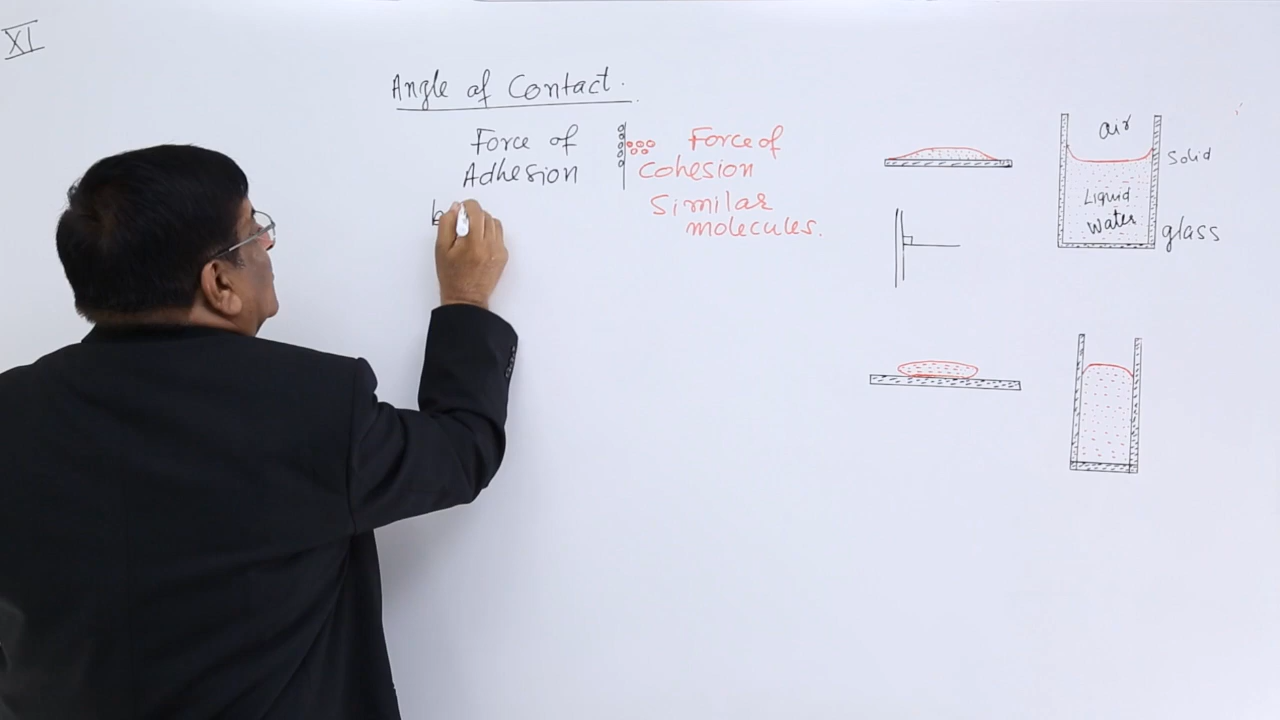 XI
Angle of Contact.
Force of
Adhesion
Force of
Cohesion
Similar
molecules.
air
Solid
Liquid
water
glass